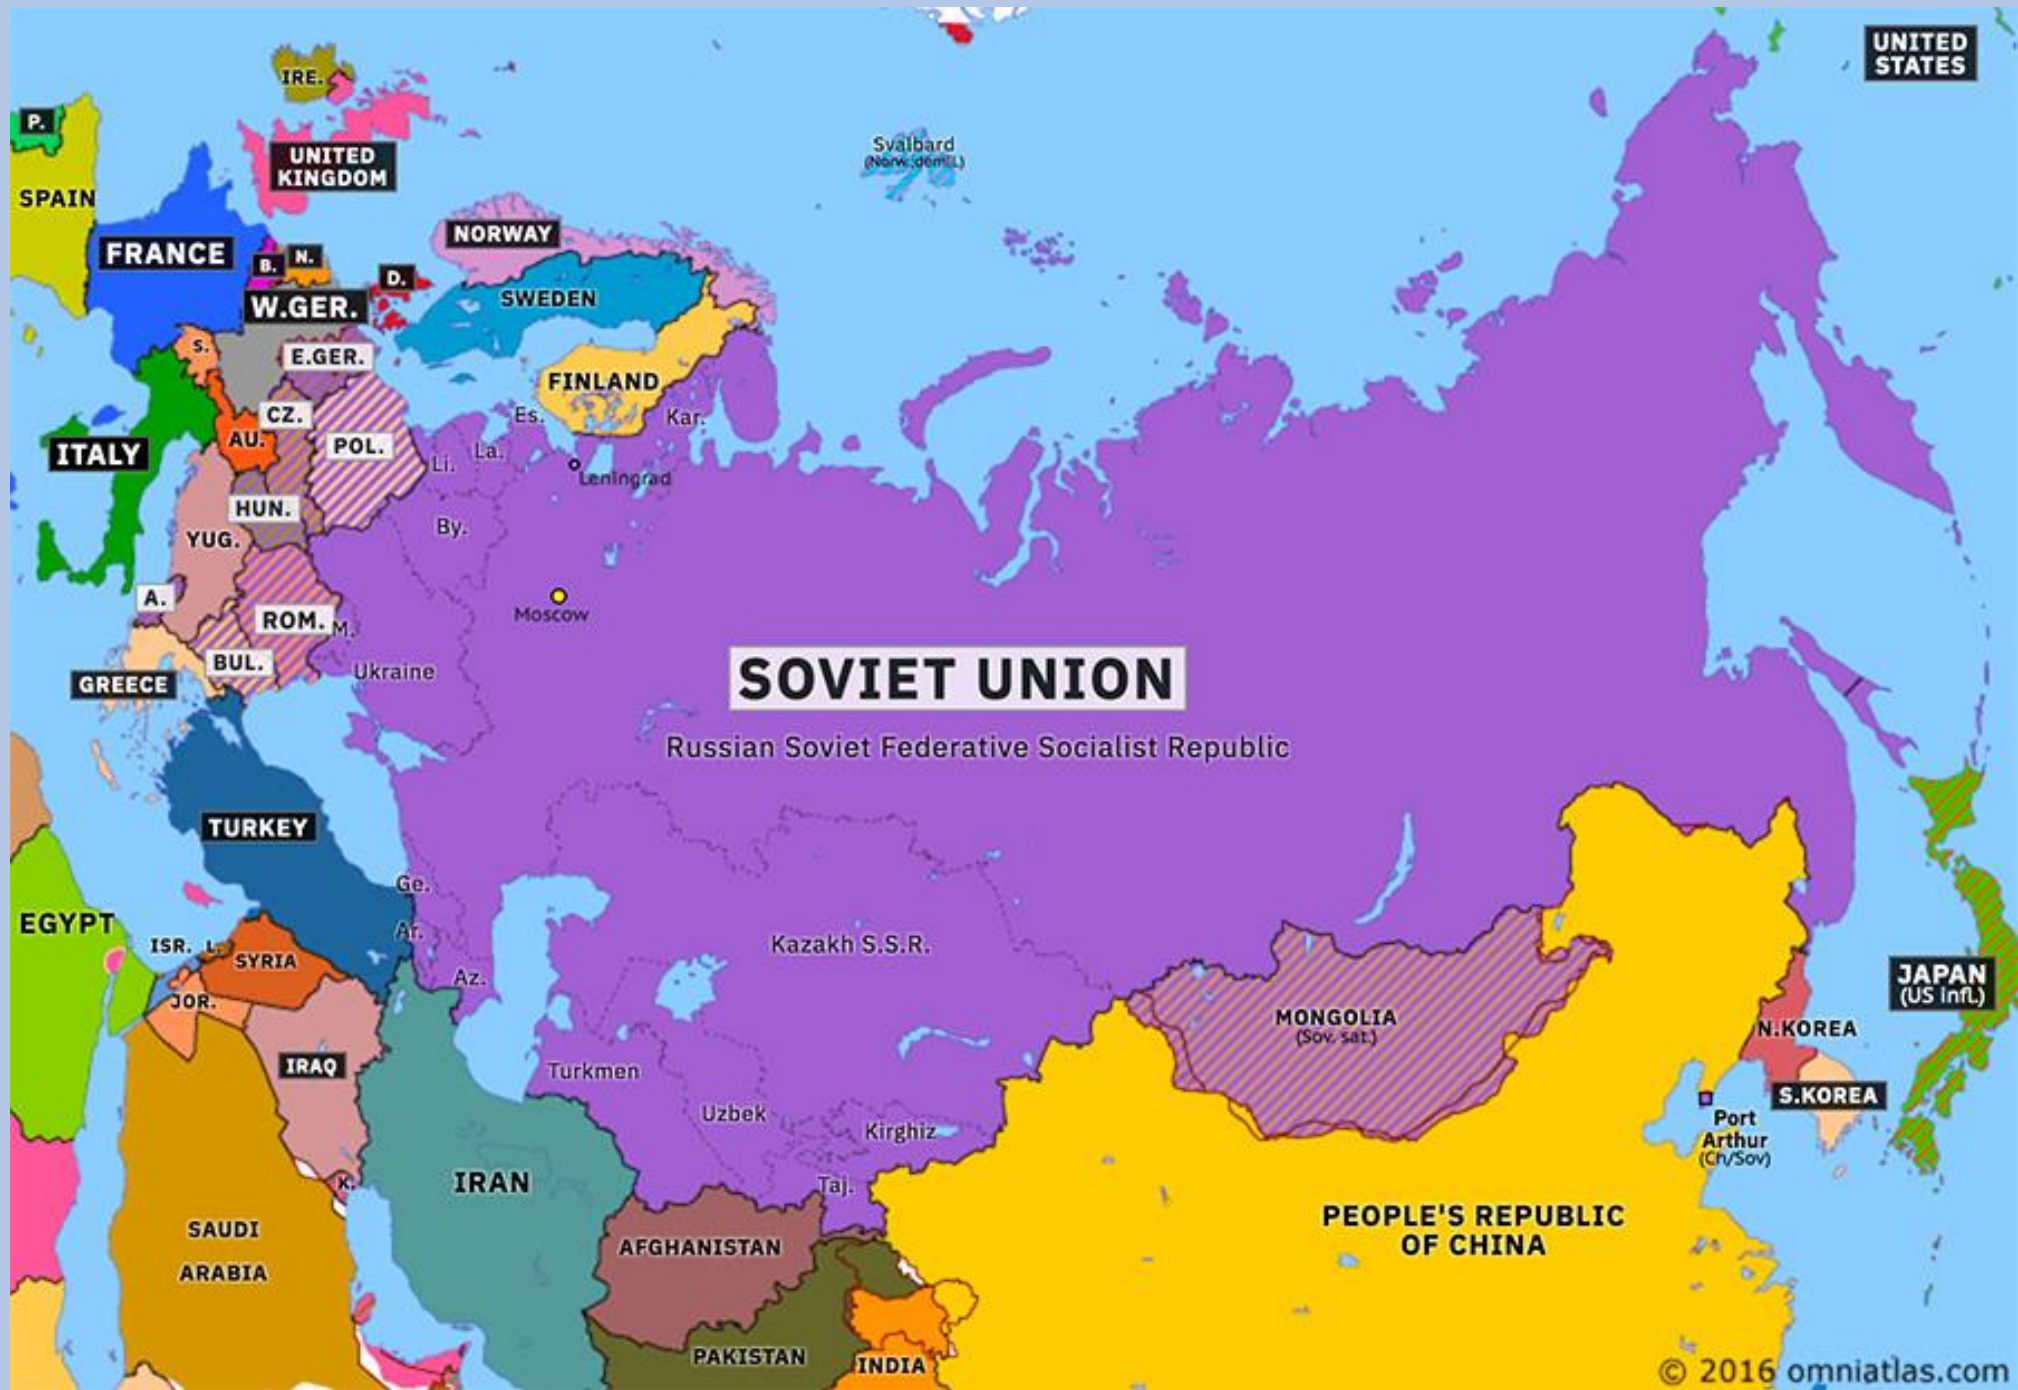 UNITED
STATES
IRE.
P.
UNITED
KINGDOM
Svalbard
(Norw. demil.)
SPAIN
NORWAY
FRANCE
B.
N.
D.
SWEDEN
W.GER.
S.
E.GER.
FINLAND
CZ.
Es.
Kar.
AU.
POL.
ITALY
La.
Li.
Leningrad
HUN.
By.
YUG.
A.
Moscow
ROM.
M.
BUL.
Ukraine
GREECE
SOVIET UNION
Russian Soviet Federative Socialist Republic
TURKEY
Ge.
EGYPT
Ar.
ISR.
L.
SYRIA
Kazakh S.S.R.
Az.
JAPAN
(US infl.)
JOR.
MONGOLIA
(Sov. sat.)
N.KOREA
IRAQ
Turkmen
S.KOREA
Uzbek
Kirghiz
Port
Arthur
(Ch/Sov)
K.
IRAN
Taj.
SAUDI
ARABIA
AFGHANISTAN
PEOPLE'S REPUBLIC
OF CHINA
PAKISTAN
INDIA
© 2016 omniatlas.com